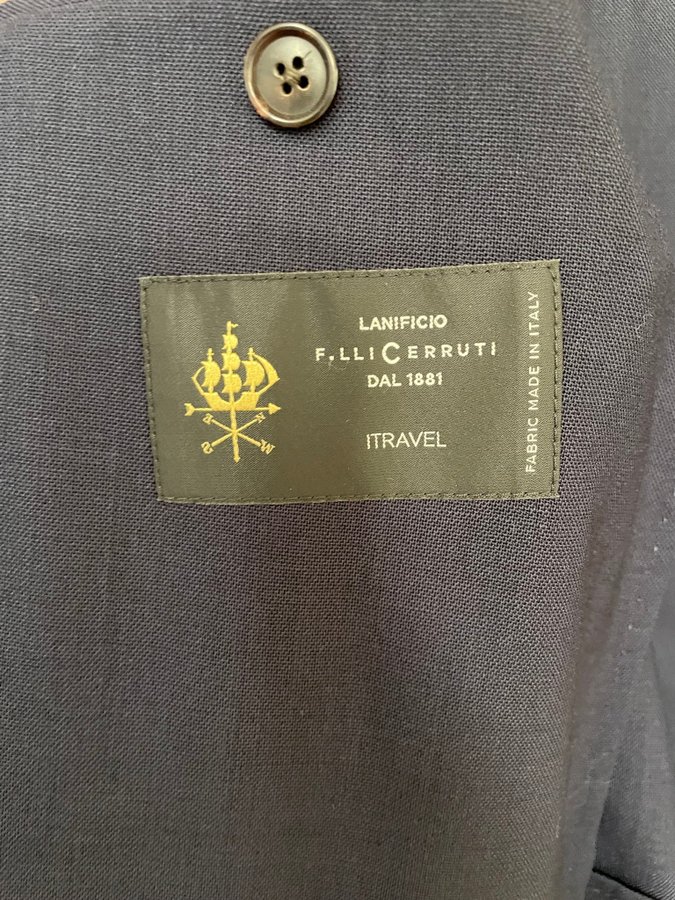 LANIFICIO
F.LLI CERRUTI
DAL 1881
ITRAVEL
FABRIC MADE IN ITALY
N
E
S
M